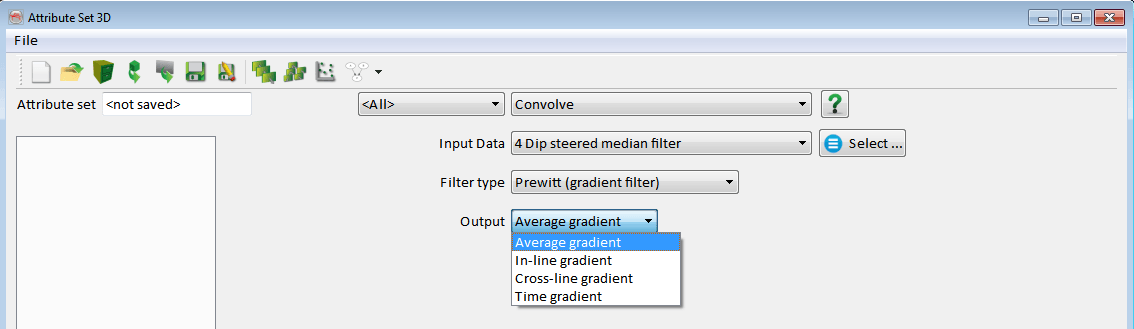 Attribute Set 3D
File
Attribute set <not saved> <All> Convolve ?
Input Data 4 Dip steered median filter Select ...
Filter type Prewitt (gradient filter)
Output Average gradient
Average gradient
In-line gradient
Cross-line gradient
Time gradient